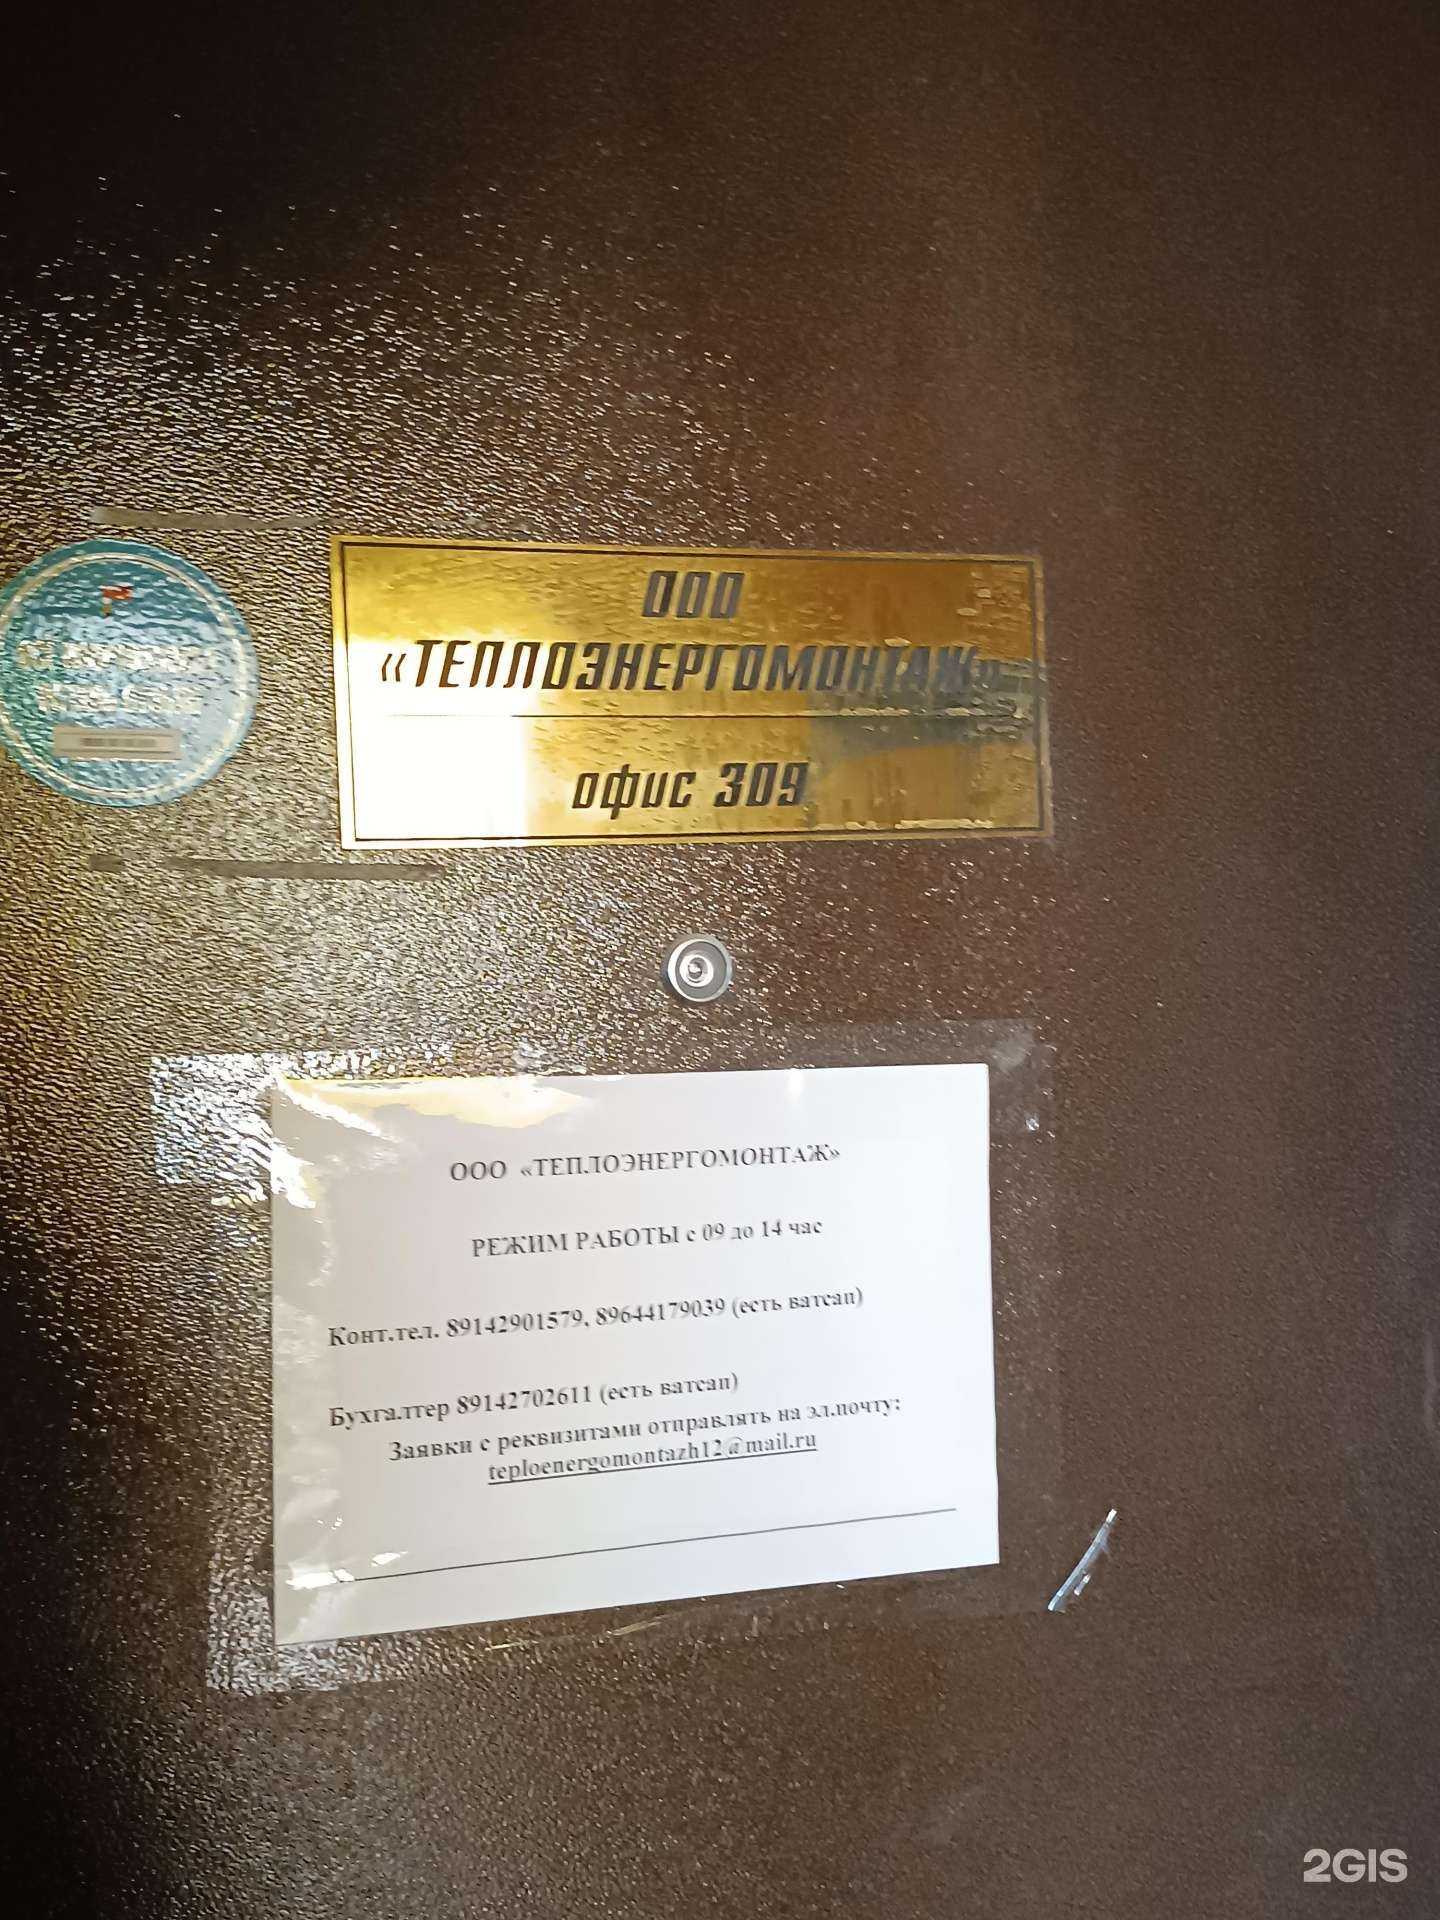 ООО
«ТЕПЛОЭНЕРГОМОНТАЖ»
офис 309
ООО «ТЕПЛОЭНЕРГОМОНТАЖ»
РЕЖИМ РАБОТЫ с 09 до 14 час
Конт.тел. 89142901579, 89644179039 (есть ватсап)
Бухгалтер 89142702611 (есть ватсап)
Заявки с реквизитами отправлять на эл.почту:
teploenergomontazh12@mail.ru
2GIS